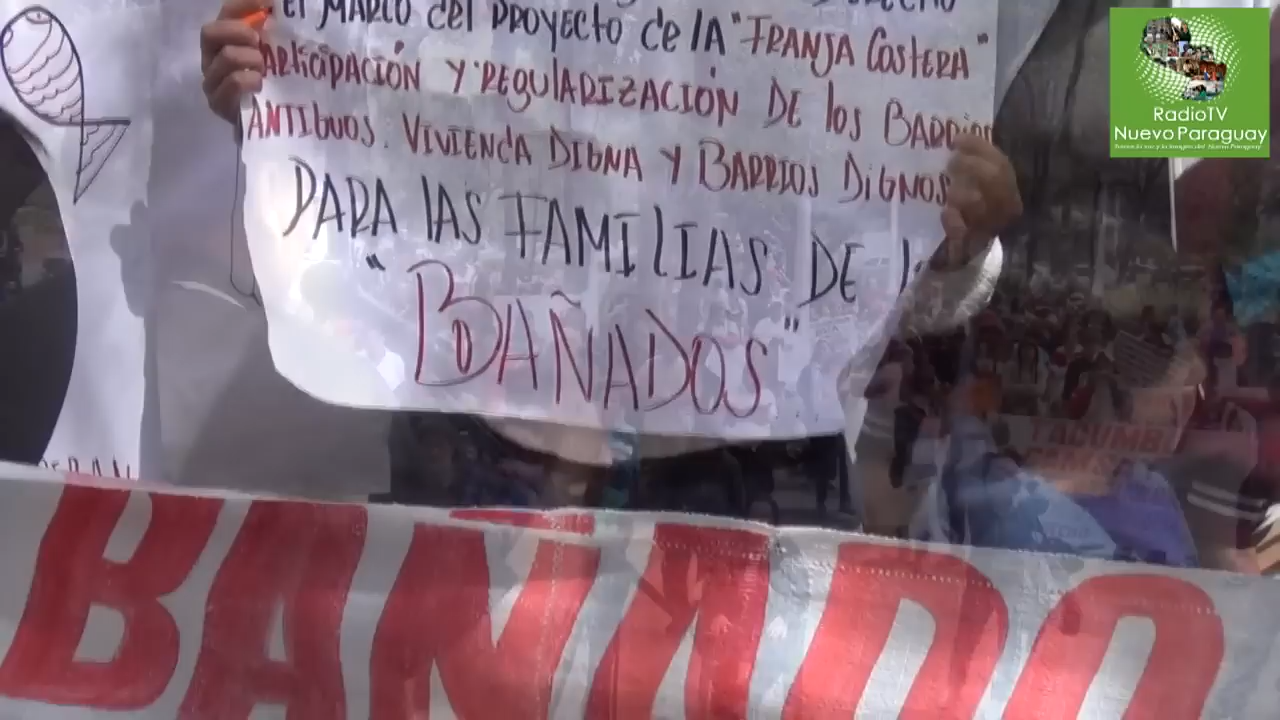 El MARCO del PROYECTO de lA "FRANJA COSTERA"
PARticipACIÓN Y REGULARIZACIÓN DE los BARRios
ANTIGUOS. VIVIENDA DIGNA Y BARRIOS DIGNOS
PARA lAS FAMILIAS DE
"BAÑADOS"
BAÑADO
TACUMBU
RadioTV
Nuevo Paraguay